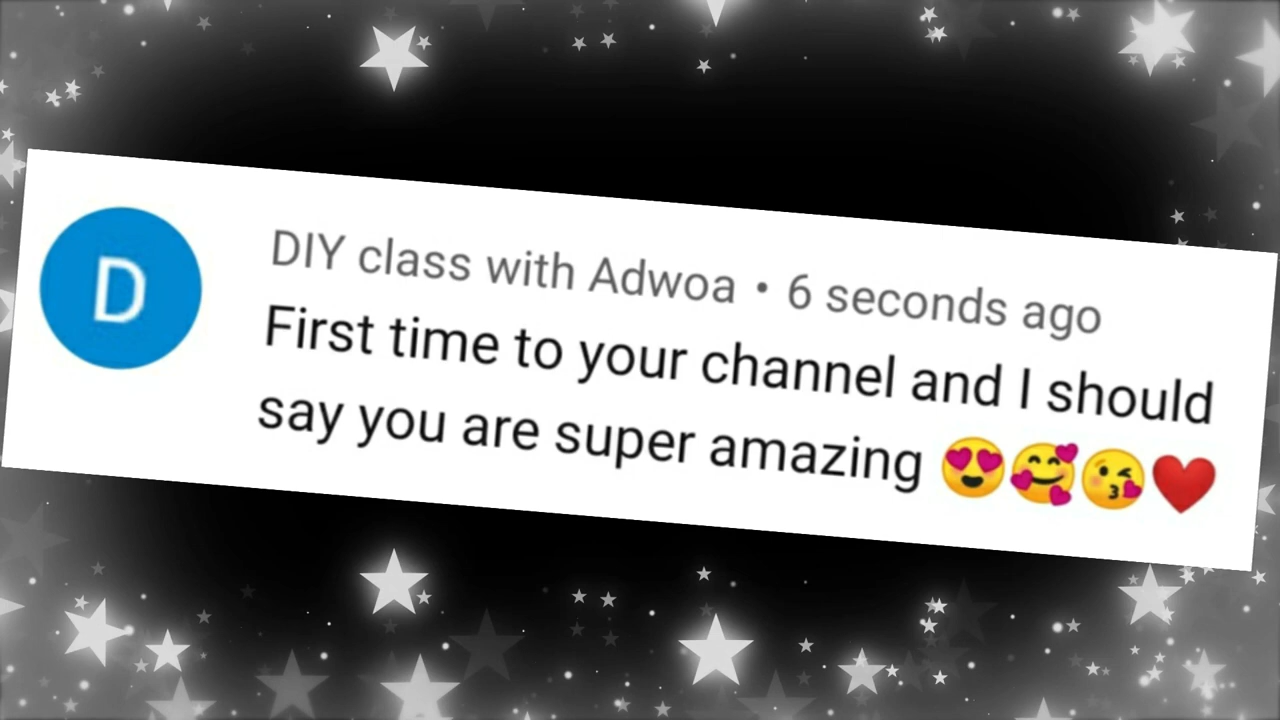 D
DIY class with Adwoa • 6 seconds ago
First time to your channel and I should
say you are super amazing 😍🥰😘❤️